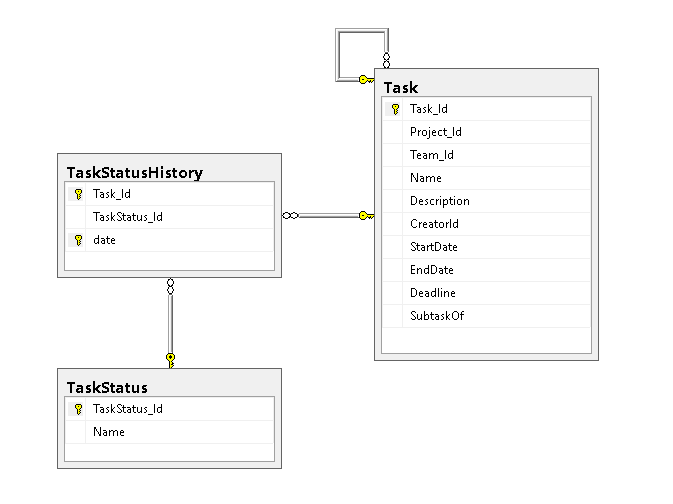 Task
Task_Id
Project_Id
Team_Id
Name
Description
CreatorId
StartDate
EndDate
Deadline
SubtaskOf
TaskStatusHistory
Task_Id
TaskStatus_Id
date
TaskStatus
TaskStatus_Id
Name